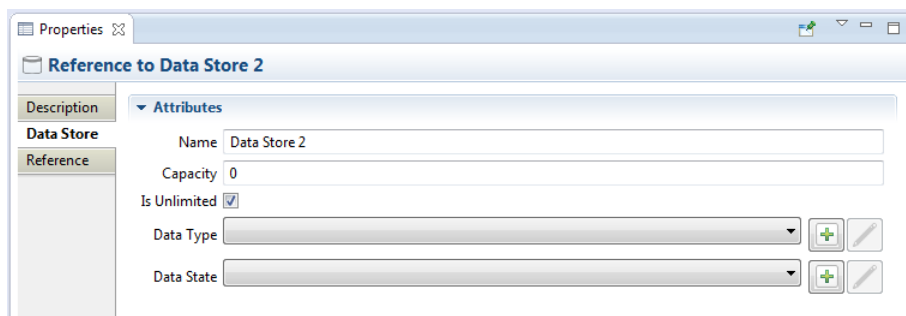 Properties
Reference to Data Store 2
Description
Data Store
Reference
Attributes
Name Data Store 2
Capacity 0
Is Unlimited
Data Type
Data State